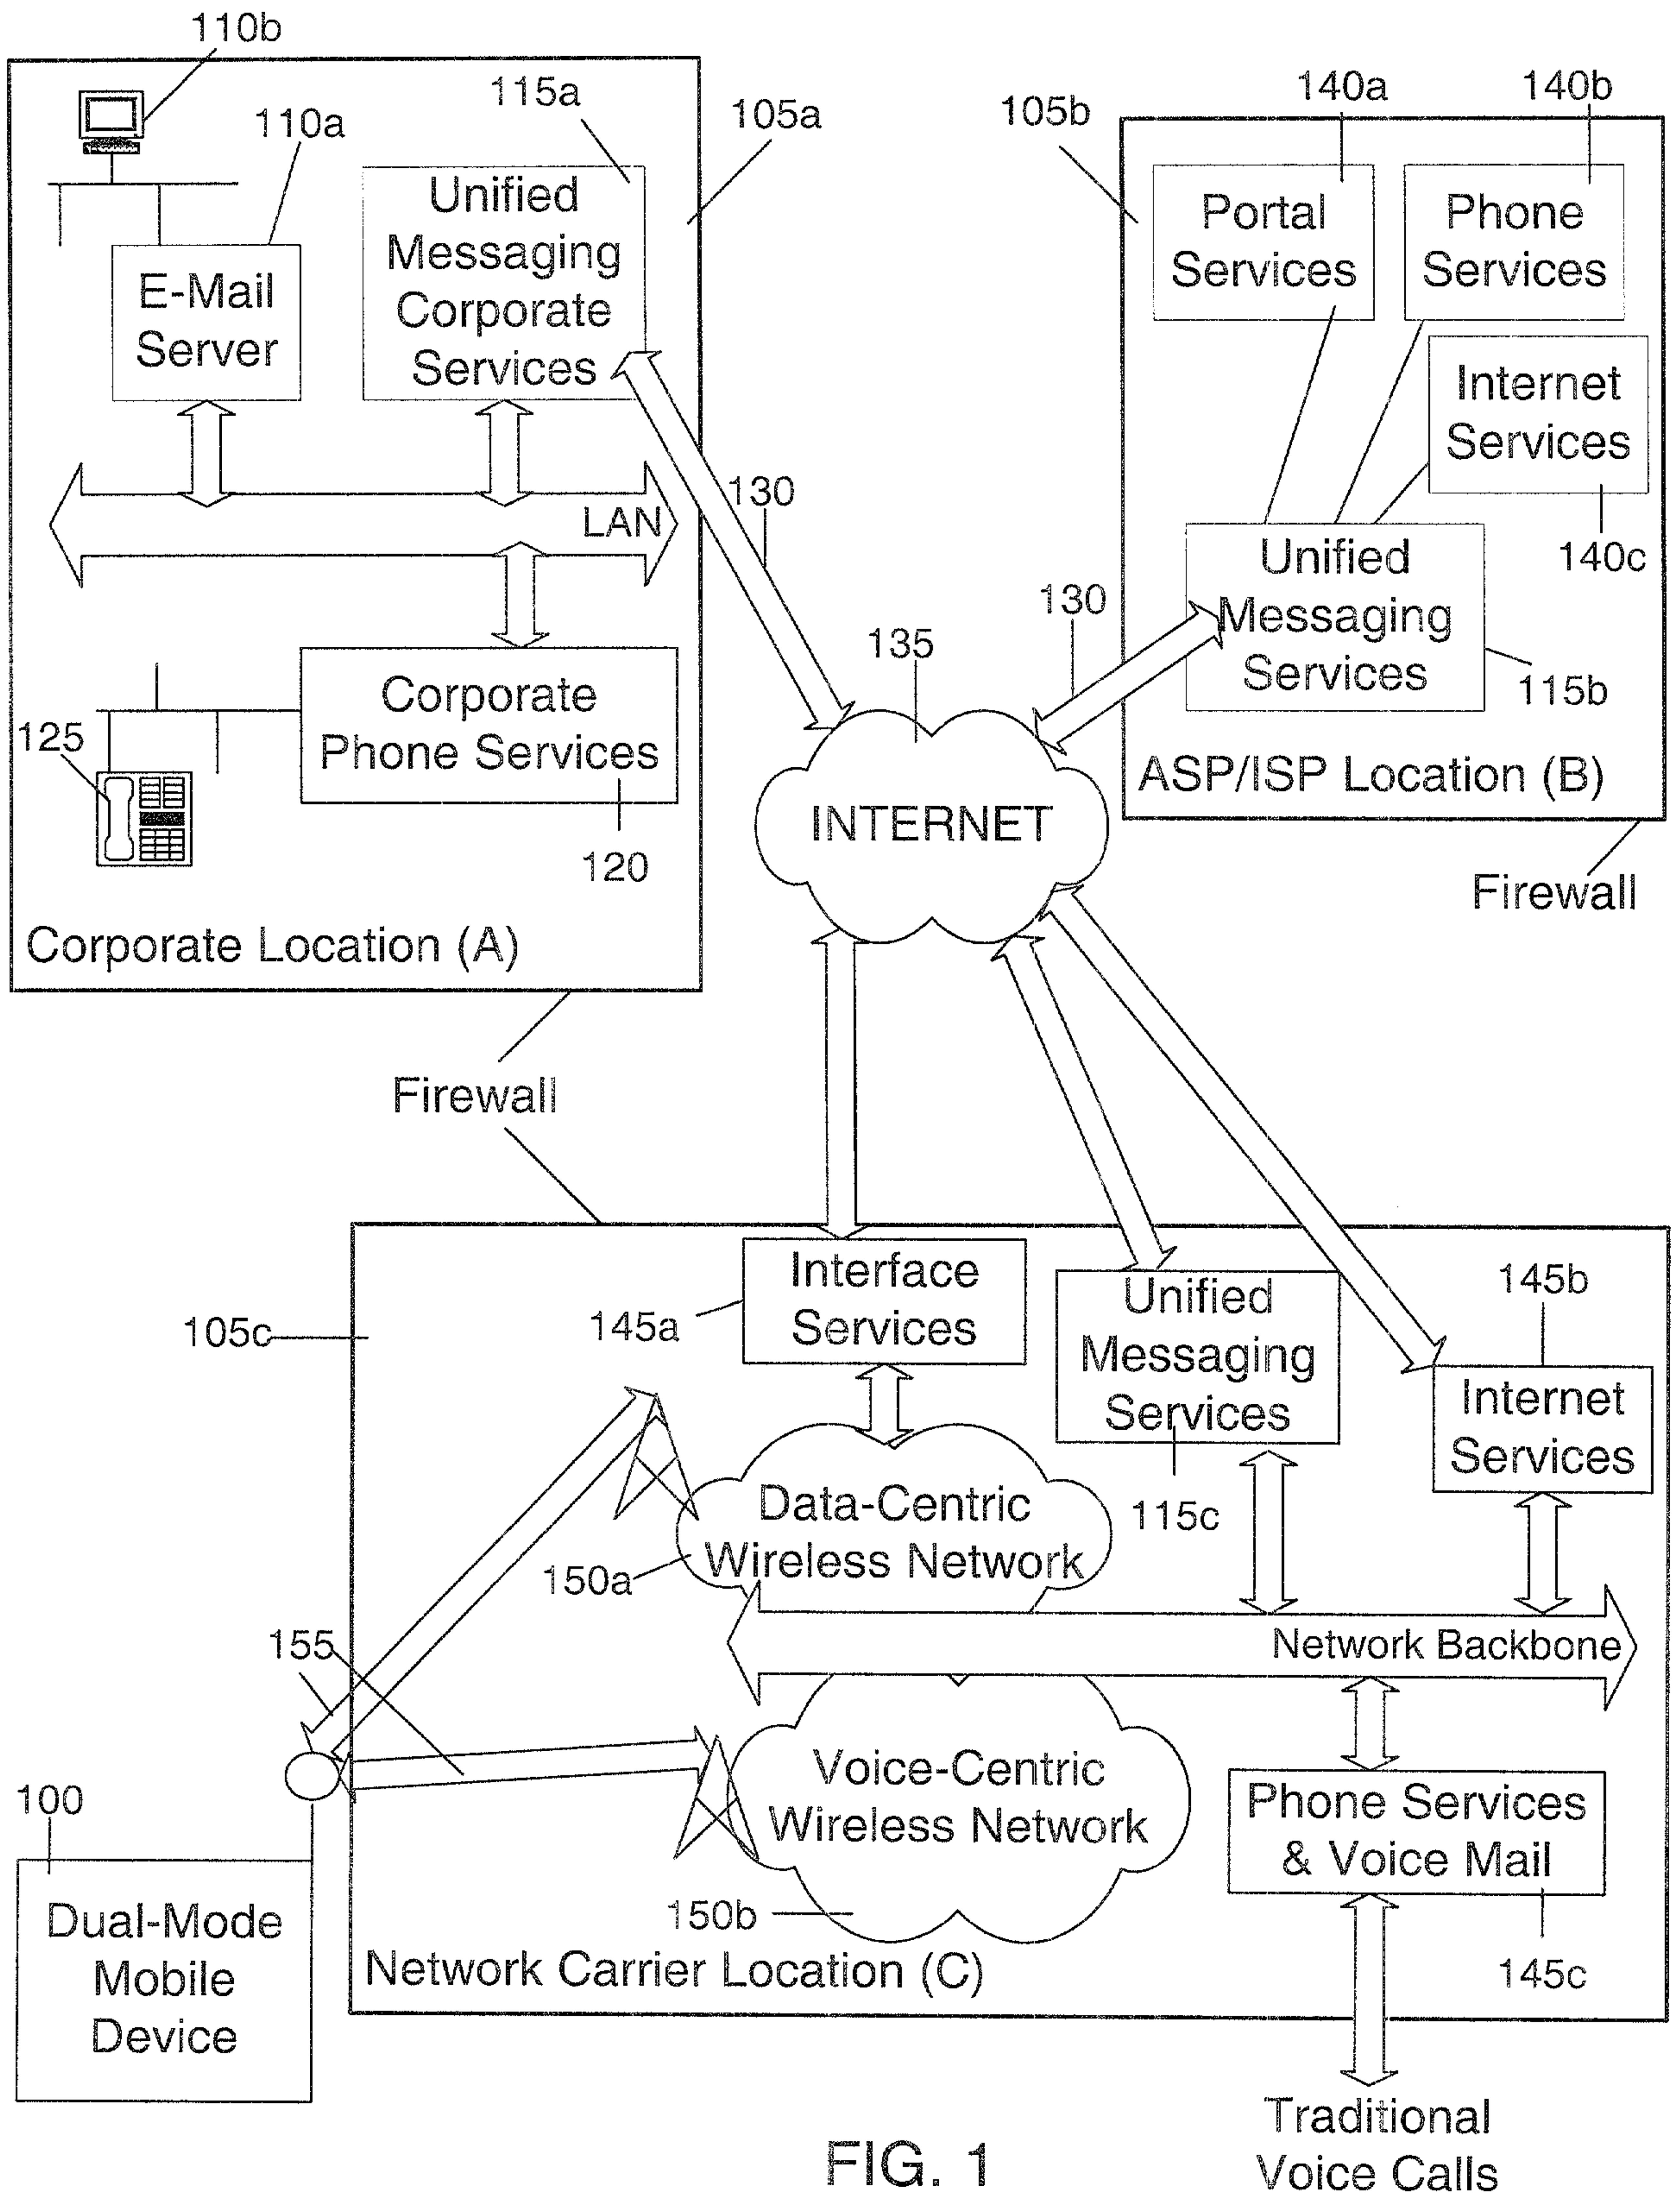 110b
115a
110a
105a
Unified
Messaging
Corporate
Services
E-Mail
Server
LAN
130
Corporate
Phone Services
125
120
Corporate Location (A)
140a
140b
105b
Portal
Services
Phone
Services
Internet
Services
140c
Unified
Messaging
Services
130
115b
ASP/ISP Location (B)
Firewall
135
INTERNET
Firewall
105c
Interface
Services
145a
Unified
Messaging
Services
115c
145b
Internet
Services
Data-Centric
Wireless Network
150a
Network Backbone
155
Voice-Centric
Wireless Network
150b
Phone Services
& Voice Mail
145c
100
Dual-Mode
Mobile
Device
Network Carrier Location (C)
Traditional
Voice Calls
FIG. 1